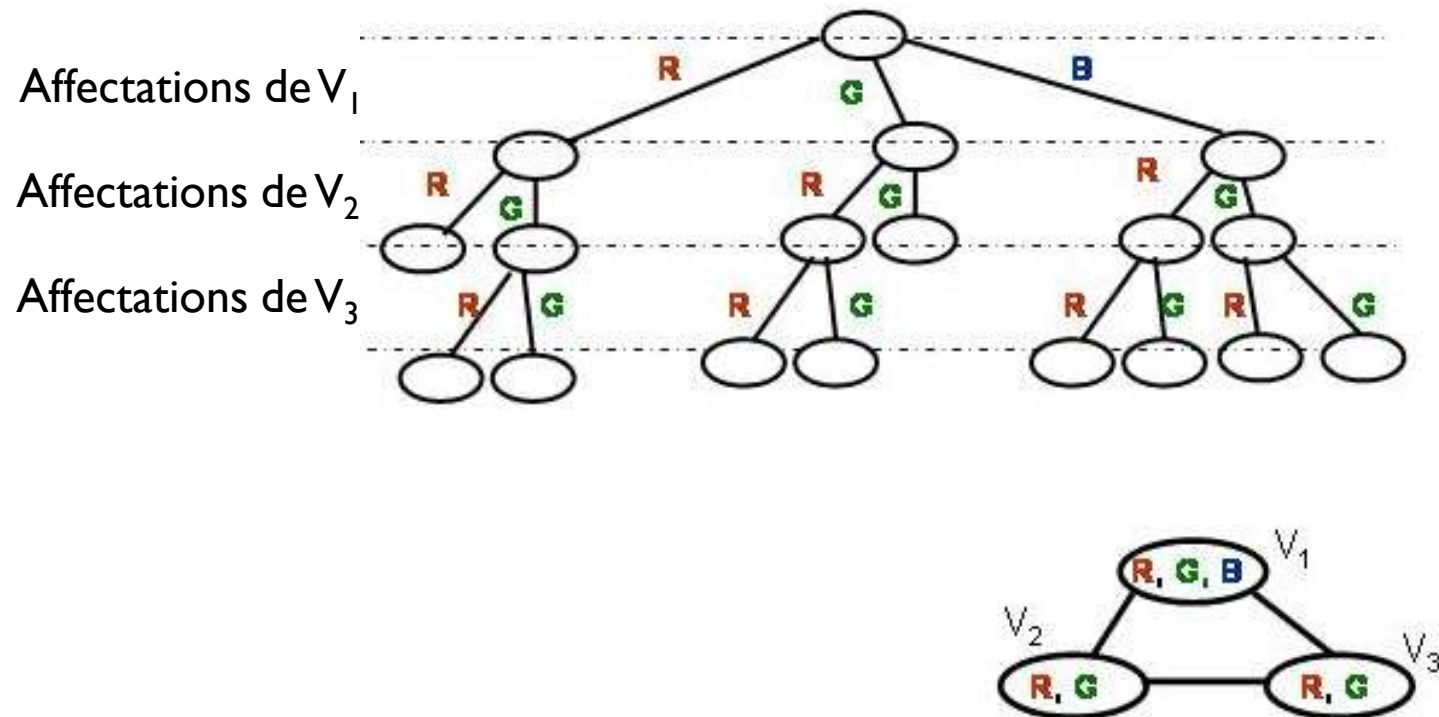 R G B
Affectations de V₁
R G R G R G
Affectations de V₂
R G R G R G R G
Affectations de V₃
V₁
R, G, B
V₂
V₃
R, G R, G